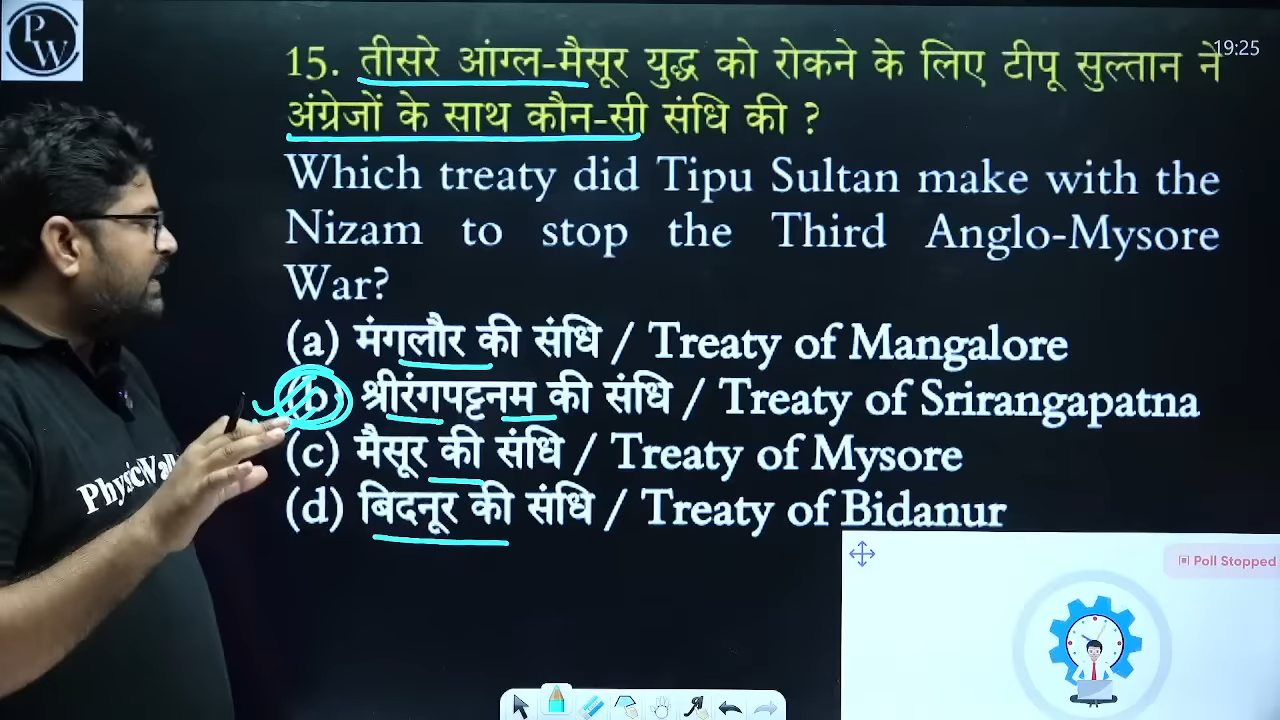 PW
19:25
15. तीसरे आंग्ल-मैसूर युद्ध को रोकने के लिए टीपू सुल्तान ने
अंग्रेजों के साथ कौन-सी संधि की ?
Which treaty did Tipu Sultan make with the
Nizam to stop the Third Anglo-Mysore
War?
(a) मंगलौर की संधि / Treaty of Mangalore
(b) श्रीरंगपट्टनम की संधि / Treaty of Srirangapatna
(c) मैसूर की संधि / Treaty of Mysore
(d) बिदनूर की संधि / Treaty of Bidanur
Poll Stopped